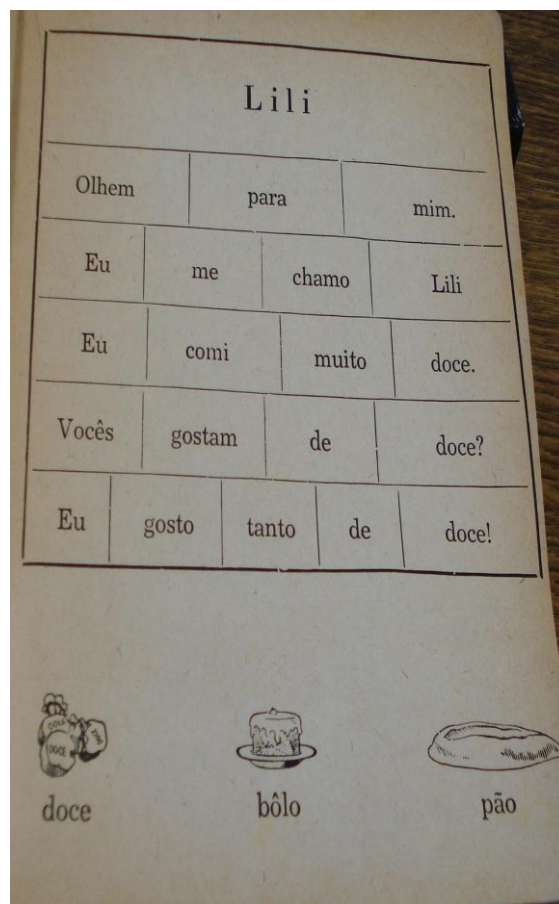 Lili
Olhem para mim.
Eu me chamo Lili
Eu comi muito doce.
Vocês gostam de doce?
Eu gosto tanto de doce!
DOCE
doce bôlo pão